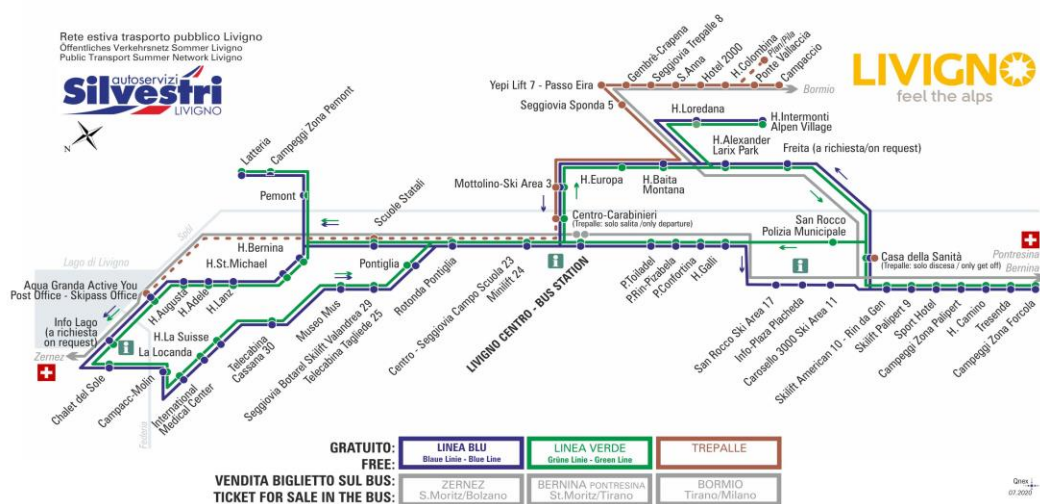 Rete estiva trasporto pubblico Livigno
Öffentliches Verkehrsnetz Sommer Livigno
Public Transport Summer Network Livigno
autoservizi
Silvestri
LIVIGNO
N
LIVIGNO
feel the alps
Gembrè-Crapena
Seggiovia Trepalle 8
S.Anna
Hotel 2000
H.Colombina
Plan/Pila
Ponte Vallaccia
Campaccio
Bormio
Yepi Lift 7 - Passo Eira
Seggiovia Sponda 5
H.Loredana
H.Intermonti
Alpen Village
H.Alexander
Larix Park
Freita (a richiesta/on request)
Latteria
Campeggi Zona Pemont
Pemont
Scuole Statali
Mottolino-Ski Area 3
H.Europa
H.Baita
Montana
Centro-Carabinieri
(Trepalle: solo salita /only departure)
San Rocco
Polizia Municipale
Casa della Sanità
(Trepalle: solo discesa / only get off)
Pontresina
Bernina
Spöl
Lago di Livigno
Aqua Granda Active You
Post Office - Skipass Office
H.Bernina
H.St.Michael
H.Augusta
H.Adele
H.Lanz
Pontiglia
Rotonda Pontiglia
Info Lago
(a richiesta
on request)
Zernez
Chalet del Sole
La Locanda
H.La Suisse
Campacc-Molin
Federia
International
Medical Center
Telecabina
Cassana 30
Museo Mus
Seggiovia Botarel Skilift Valandrea 29
Telecabina Tagliede 25
Centro - Seggiovia Campo Scuola 23
Minilift 24
LIVIGNO CENTRO - BUS STATION
P.Toiladel
P.Rin-Pizabela
P.Confortina
H.Galli
San Rocco Ski Area 17
Info-Plaza Placheda
Carosello 3000 Ski Area 11
Skilift American 10 - Rin da Gen
Skilift Palipert 9
Sport Hotel
Campeggi Zona Palipert
H. Camino
Tresenda
Campeggi Zona Forcola
GRATUITO:
FREE:
LINEA BLU
Blaue Linie - Blue Line
LINEA VERDE
Grüne Linie - Green Line
TREPALLE
VENDITA BIGLIETTO SUL BUS:
TICKET FOR SALE IN THE BUS:
ZERNEZ
S.Moritz/Bolzano
BERNINA PONTRESINA
St.Moritz/Tirano
BORMIO
Tirano/Milano
Qnex
07.2020